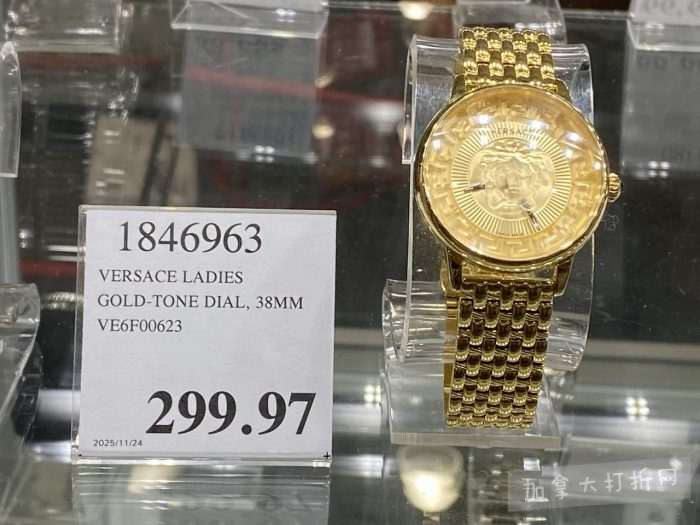 1846963
VERSACE LADIES
GOLD-TONE DIAL, 38MM
VE6F00623
299.97
2025/11/24
VERSACE
加拿大打折网